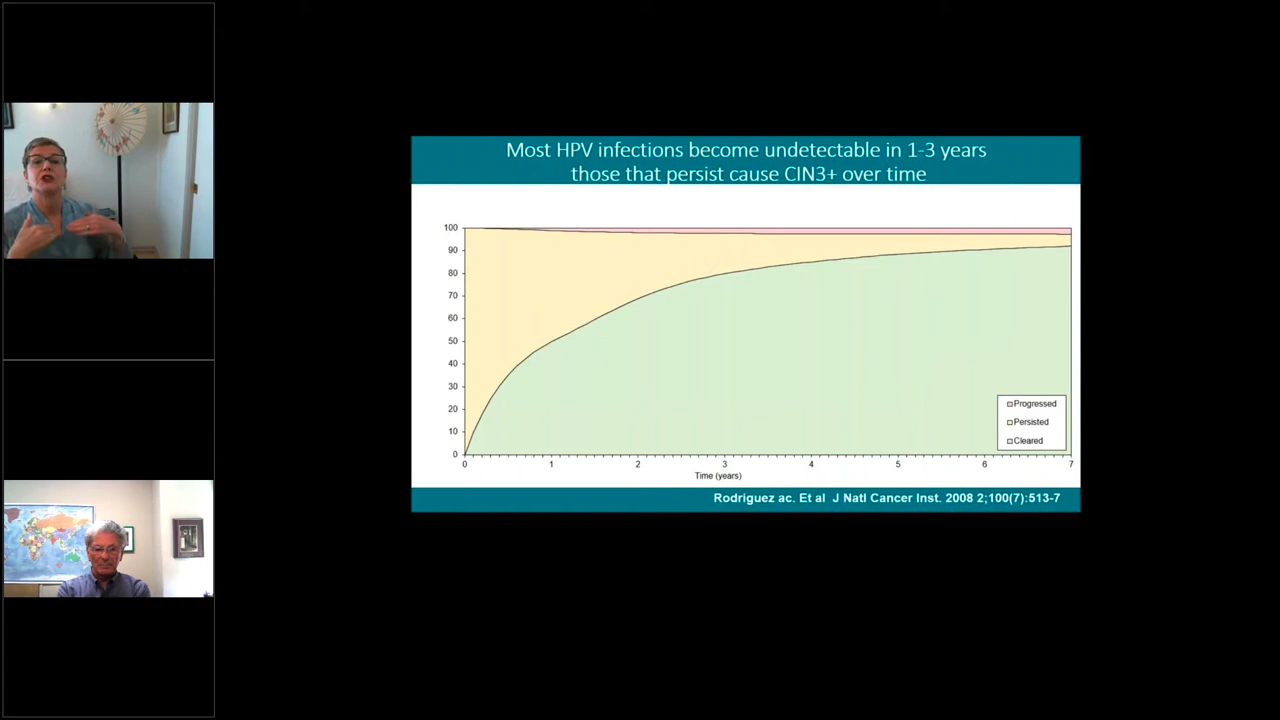 Most HPV infections become undetectable in 1-3 years
those that persist cause CIN3+ over time
100
90
80
70
60
50
40
30
20
10
0
0 1 2 3 4 5 6 7
Time (years)
Progressed
Persisted
Cleared
Rodriguez ac. Et al J Natl Cancer Inst. 2008 2;100(7):513-7